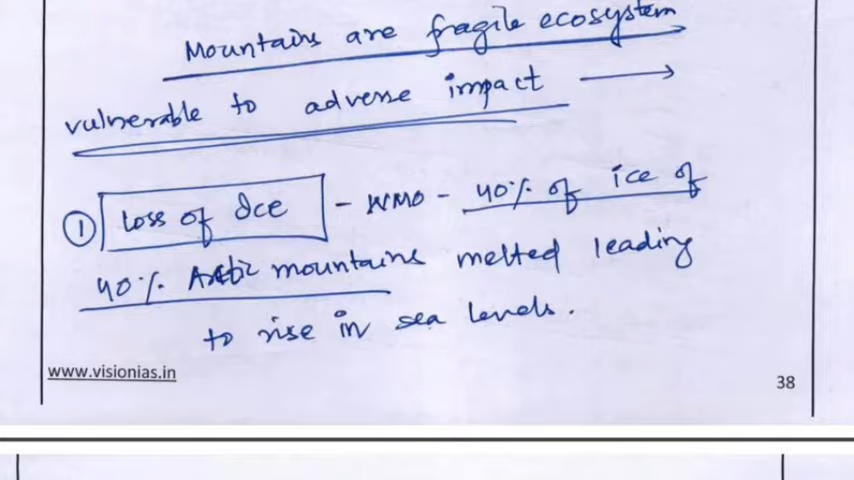 Mountains are fragile ecosystem
vulnerable to adverse impact →
① Loss of Ice - WMO - 40% of ice of
40% Arctic mountains melted leading
to rise in sea levels.
www.visionias.in
38